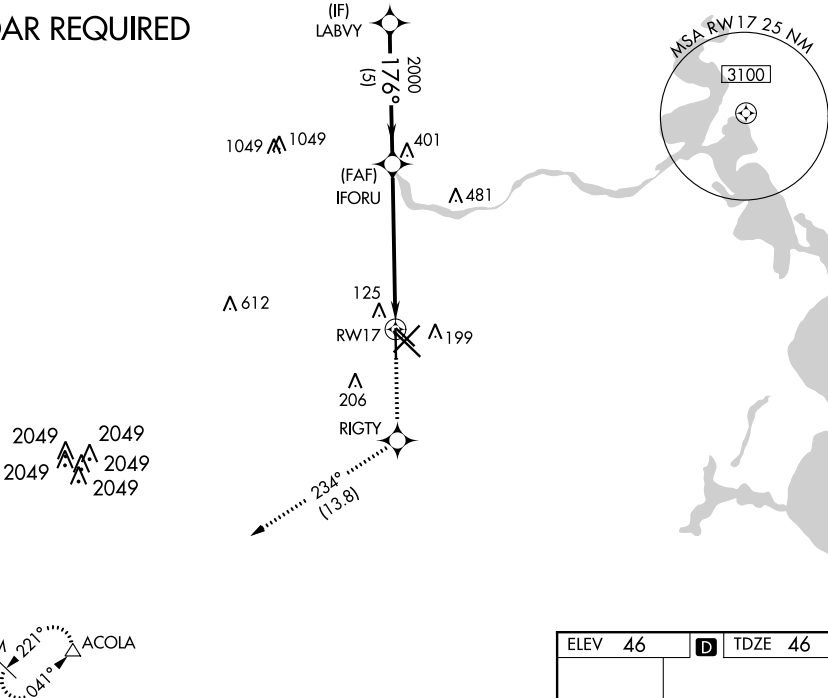 DAR REQUIRED
(IF)
LABVY
2000
176°
(5)
MSA RW17 25 NM
3100
1049 1049
401
(FAF)
IFORU
481
612
125
RW17
199
206
RIGTY
2049 2049
2049 2049
2049
234°
(13.8)
221°
ACOLA
041°
ELEV 46 D TDZE 46